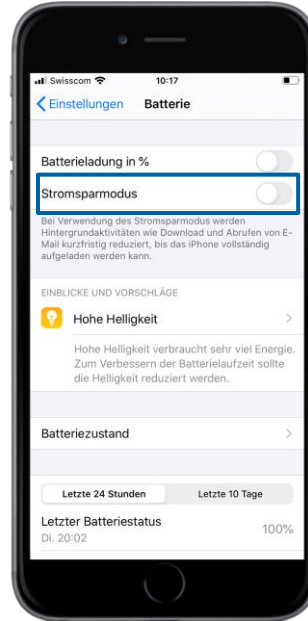 Swisscom 10:17
Einstellungen Batterie
Batterieladung in %
Stromsparmodus
Bei Verwendung des Stromsparmodus werden
Hintergrundaktivitäten wie Download und Abrufen von E-
Mail kurzfristig reduziert, bis das iPhone vollständig
aufgeladen werden kann.
EINBLICKE UND VORSCHLÄGE
Hohe Helligkeit
Hohe Helligkeit verbraucht sehr viel Energie.
Zum Verbessern der Batterielaufzeit sollte
die Helligkeit reduziert werden.
Batteriezustand
Letzte 24 Stunden Letzte 10 Tage
Letzter Batteriestatus 100%
Di. 20:02